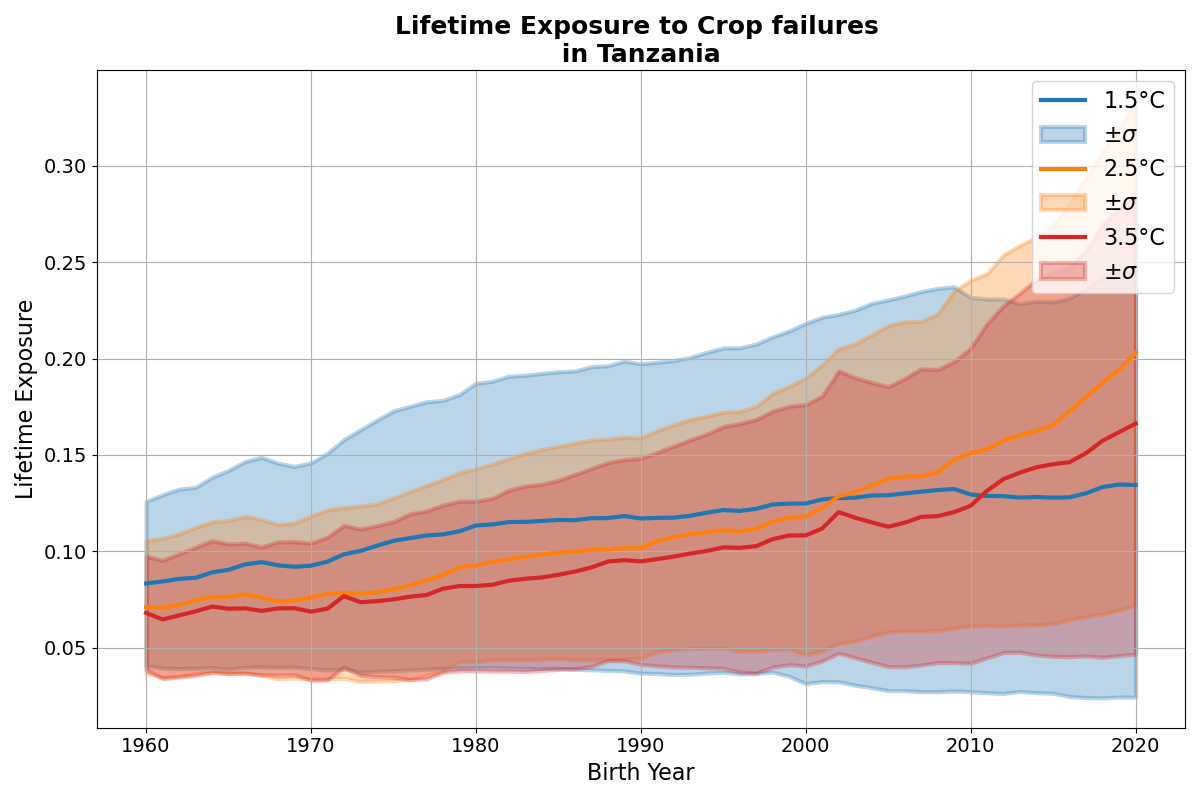 Lifetime Exposure to Crop failures
in Tanzania
Lifetime Exposure
0.30
0.25
0.20
0.15
0.10
0.05
1960
1970
1980
1990
2000
2010
2020
Birth Year
1.5°C
±σ
2.5°C
±σ
3.5°C
±σ